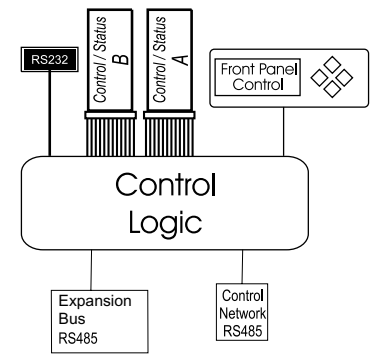 RS232
Control / Status
B
Control / Status
A
Front Panel
Control
Control
Logic
Expansion
Bus
RS485
Control
Network
RS485